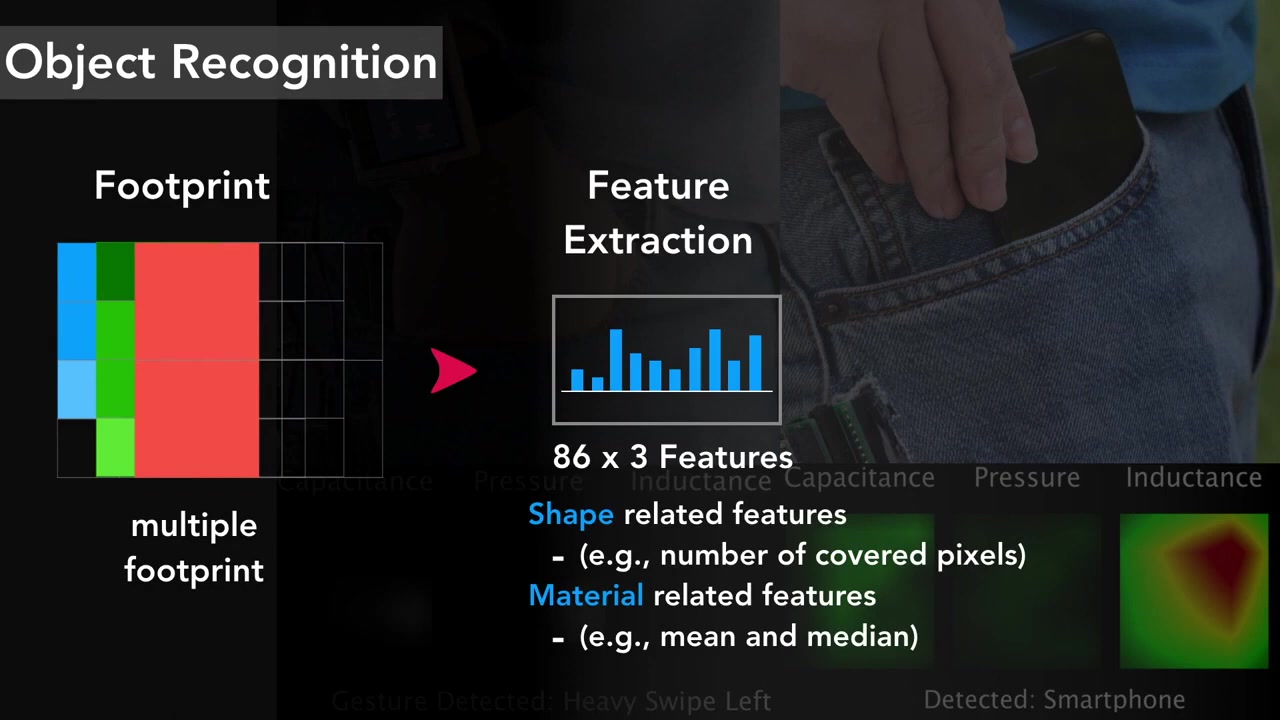 Object Recognition
Footprint
Feature
Extraction
86 x 3 Features
multiple
footprint
Capacitance Pressure Inductance
Capacitance Pressure Inductance
Shape related features
- (e.g., number of covered pixels)
Material related features
- (e.g., mean and median)
Gesture Detected: Heavy Swipe Left
Detected: Smartphone